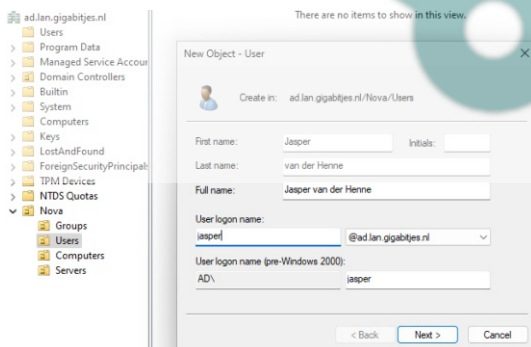 ad.lan.gigabitjes.nl
Users
Program Data
Managed Service Accour
Domain Controllers
Builtin
System
Computers
Keys
LostAndFound
ForeignSecurityPrincipals
TPM Devices
NTDS Quotas
Nova
Groups
Users
Computers
Servers
There are no items to show in this view.
New Object - User
Create in: ad.lan.gigabitjes.nl/Nova/Users
First name: Jasper Initials:
Last name: van der Henne
Full name: Jasper van der Henne
User logon name:
jasper @ad.lan.gigabitjes.nl
User logon name (pre-Windows 2000):
AD\ jasper
< Back Next > Cancel